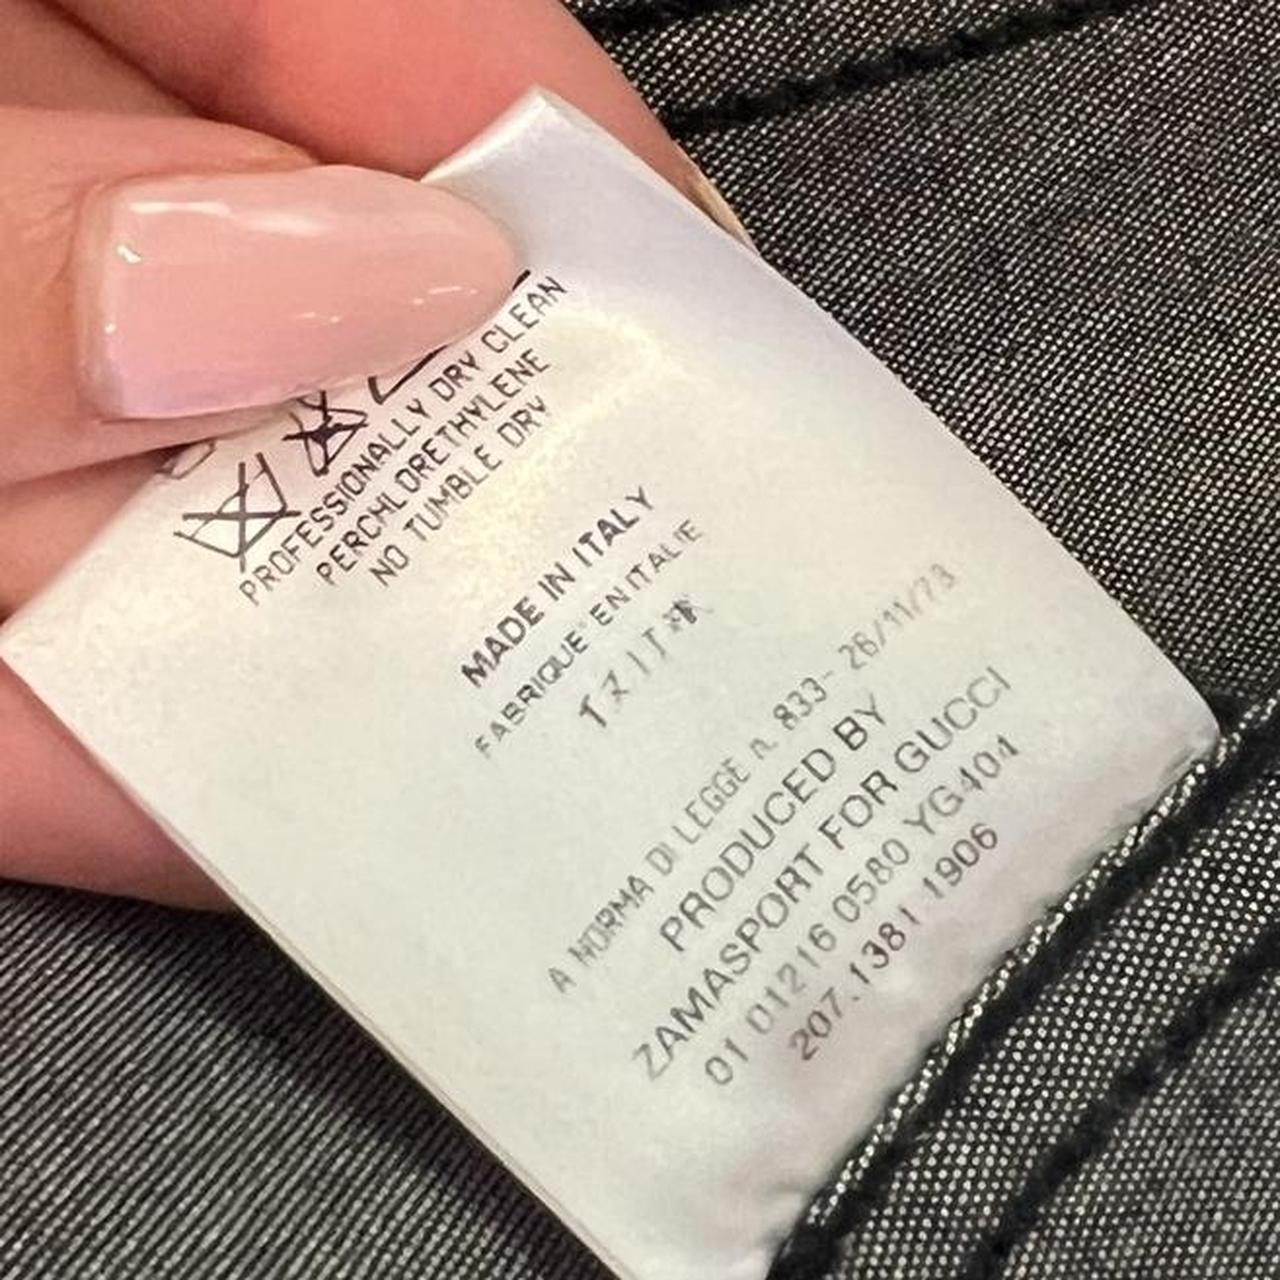 PROFESSIONALLY DRY CLEAN
PERCHLORETHYLENE
NO TUMBLE DRY
MADE IN ITALY
FABRIQUE EN ITALIE
A NORMA DI LEGGE n. 833- 26/11/73
PRODUCED BY
ZAMASPORT FOR GUCCI
01 01216 0580 YG404
207.1381.1906